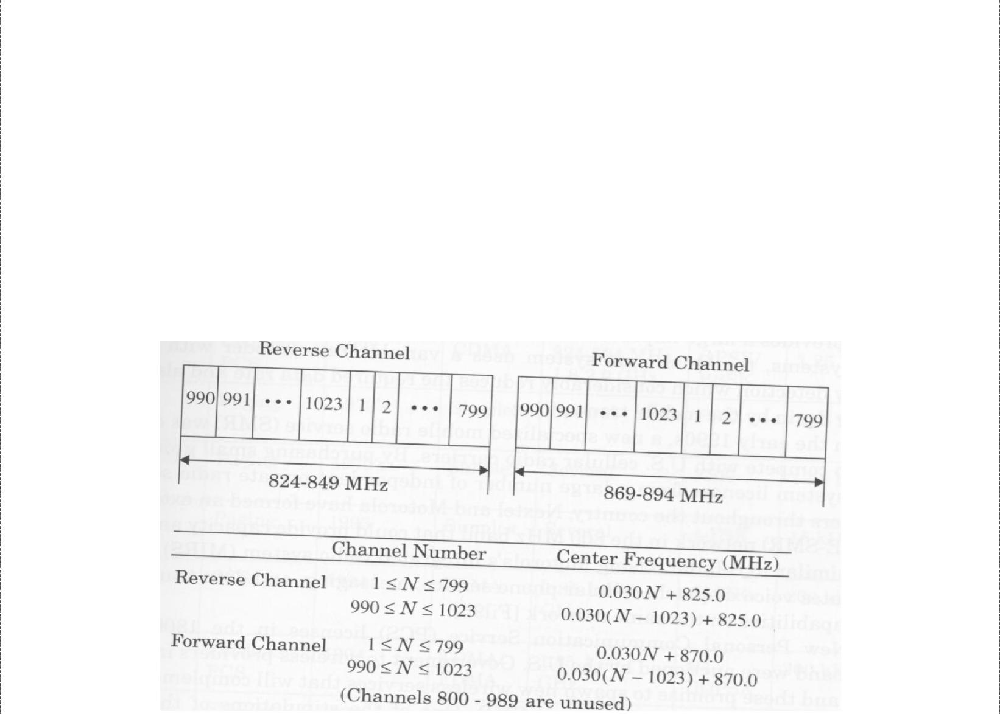 Reverse Channel
Forward Channel
990 991 ••• 1023 1 2 ••• 799
990 991 ••• 1023 1 2 ••• 799
824-849 MHz
869-894 MHz
Channel Number Center Frequency (MHz)
Reverse Channel 1 ≤ N ≤ 799 0.030N + 825.0
990 ≤ N ≤ 1023 0.030(N − 1023) + 825.0
Forward Channel 1 ≤ N ≤ 799 0.030N + 870.0
990 ≤ N ≤ 1023 0.030(N − 1023) + 870.0
(Channels 800 - 989 are unused)